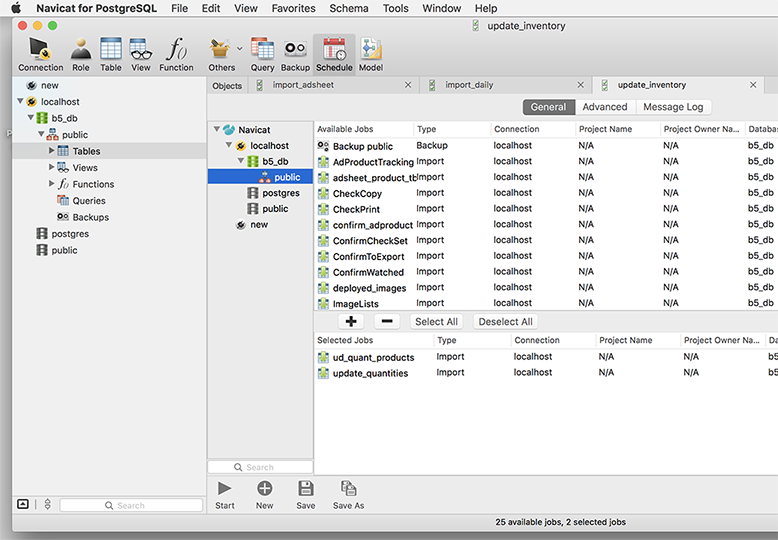 Navicat for PostgreSQL File Edit View Favorites Schema Tools Window Help
update_inventory
Connection Role Table View Function Others Query Backup Schedule Model
new
localhost
b5_db
public
Tables
Views
Functions
Queries
Backups
postgres
public
Search
Objects import_adsheet import_daily update_inventory
General Advanced Message Log
Navicat
localhost
b5_db
public
postgres
public
new
Search
Available Jobs Type Connection Project Name Project Owner Na... Databas
Backup public Backup localhost N/A N/A b5_db
AdProductTracking Import localhost N/A N/A b5_db
adsheet_product_tb Import localhost N/A N/A b5_db
CheckCopy Import localhost N/A N/A b5_db
CheckPrint Import localhost N/A N/A b5_db
confirm_adproduct Import localhost N/A N/A b5_db
ConfirmCheckSet Import localhost N/A N/A b5_db
ConfirmToExport Import localhost N/A N/A b5_db
ConfirmWatched Import localhost N/A N/A b5_db
deployed_images Import localhost N/A N/A b5_db
ImageLists Import localhost N/A N/A b5_db
Select All Deselect All
Selected Jobs Type Connection Project Name Project Owner Na... Da
ud_quant_products Import localhost N/A N/A b5
update_quantities Import localhost N/A N/A b5
Start New Save Save As
25 available jobs, 2 selected jobs